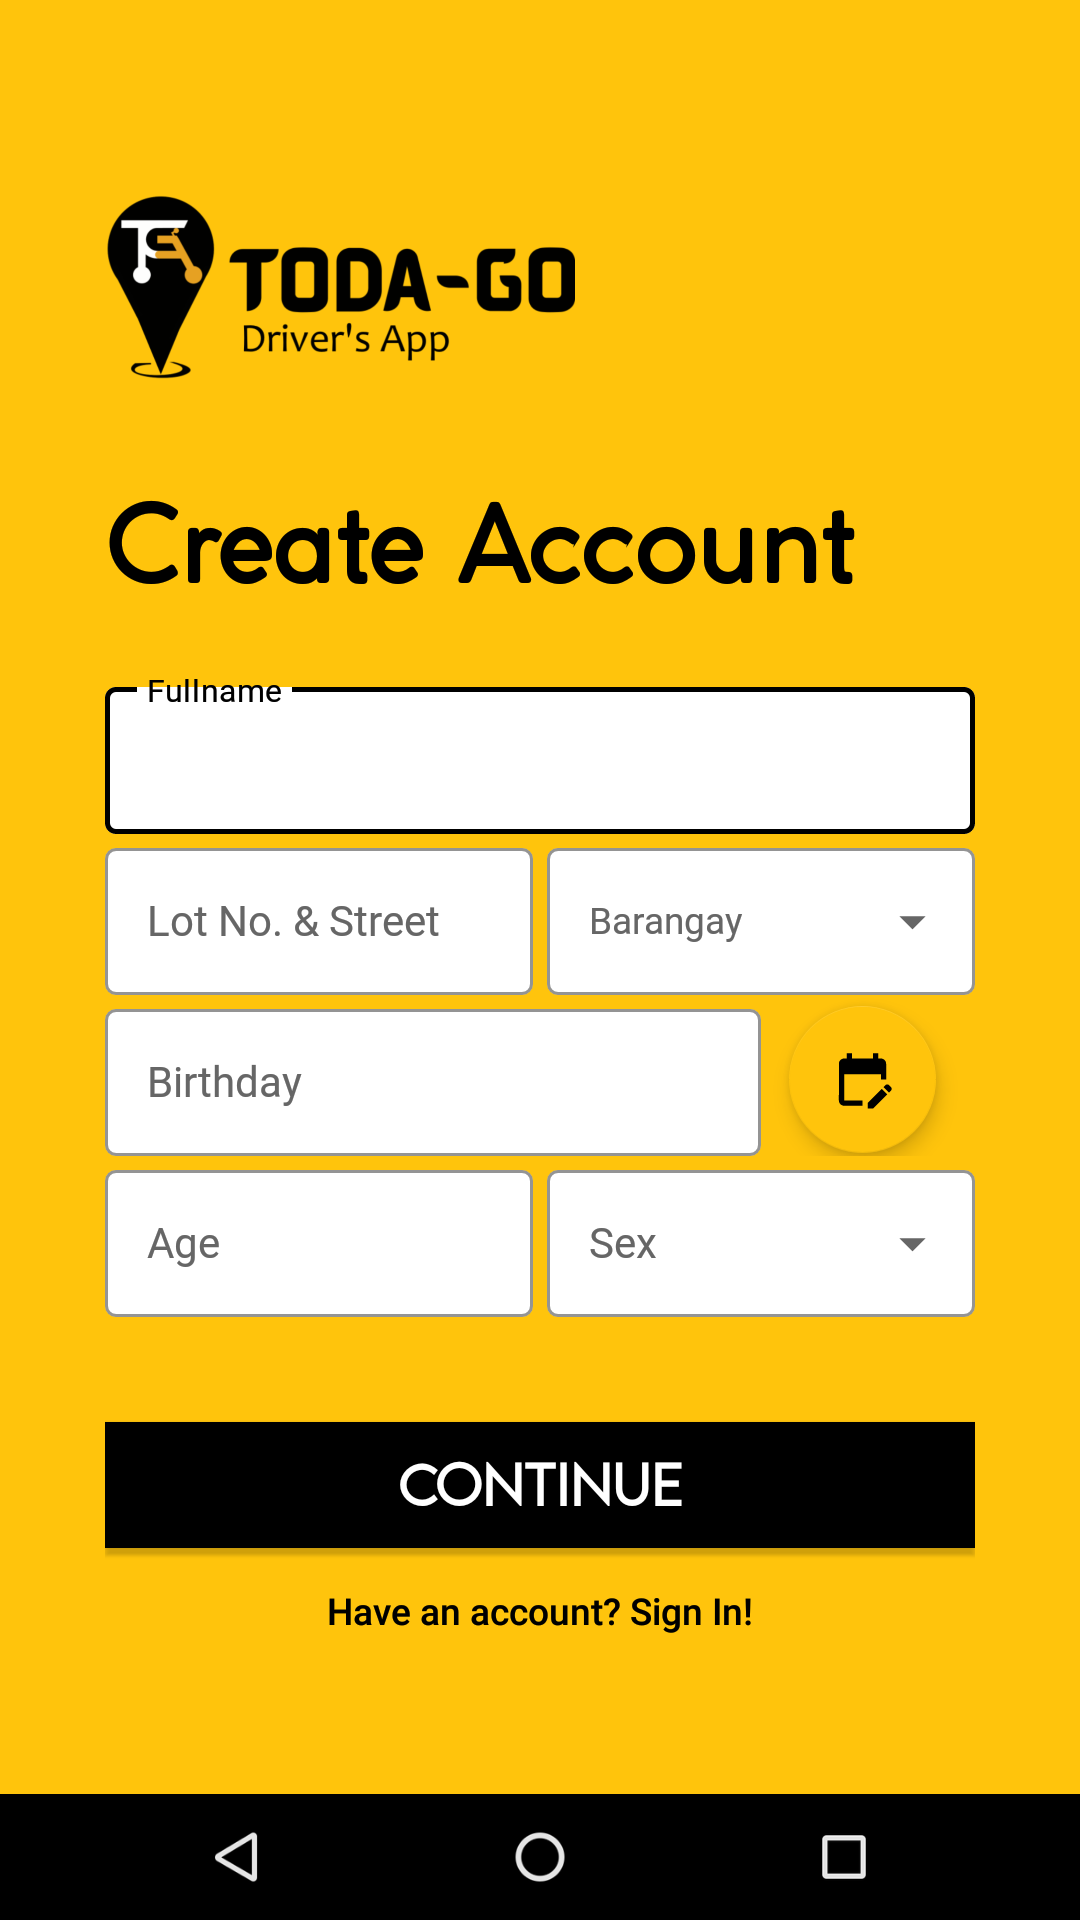 TODA-GO
Driver's App
Create Account
Fullname
Lot No. & Street
Barangay
Birthday
Age
Sex
CONTINUE
Have an account? Sign In!